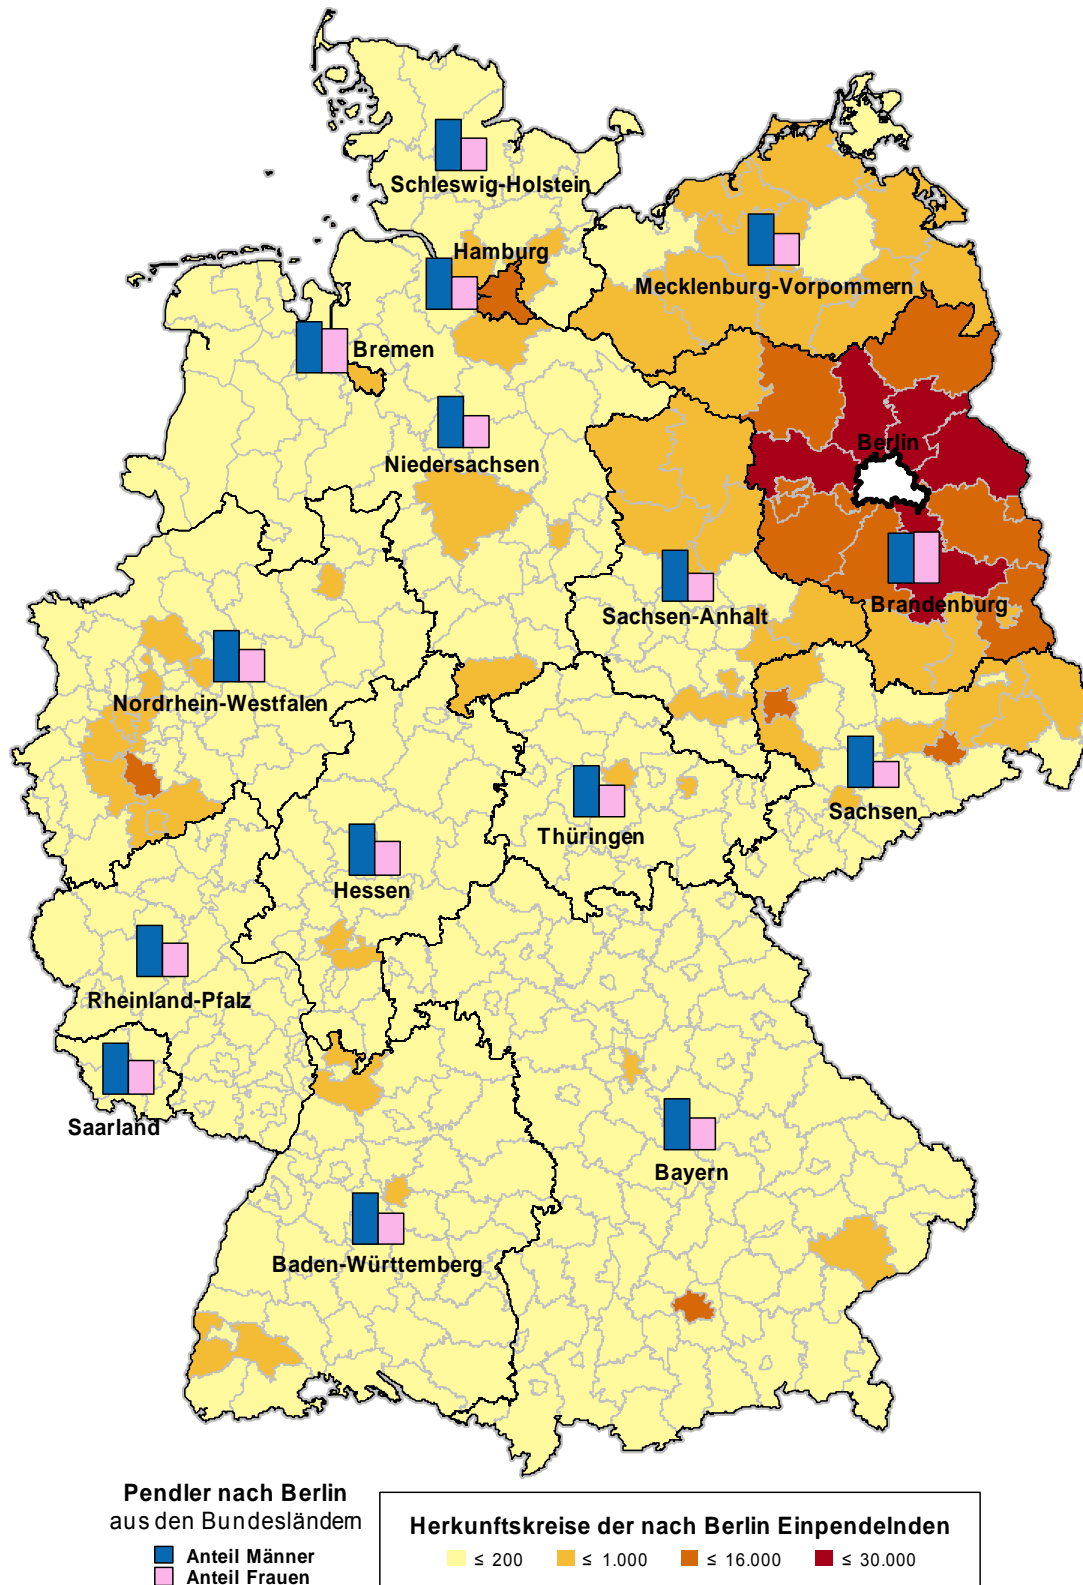 Schleswig-Holstein
Hamburg
Mecklenburg-Vorpommern
Bremen
Niedersachsen
Berlin
Brandenburg
Sachsen-Anhalt
Nordrhein-Westfalen
Sachsen
Thüringen
Hessen
Rheinland-Pfalz
Saarland
Bayern
Baden-Württemberg
Pendler nach Berlin
aus den Bundesländern
Anteil Männer
Anteil Frauen
Herkunftskreise der nach Berlin Einpendelnden
≤ 200 ≤ 1.000 ≤ 16.000 ≤ 30.000